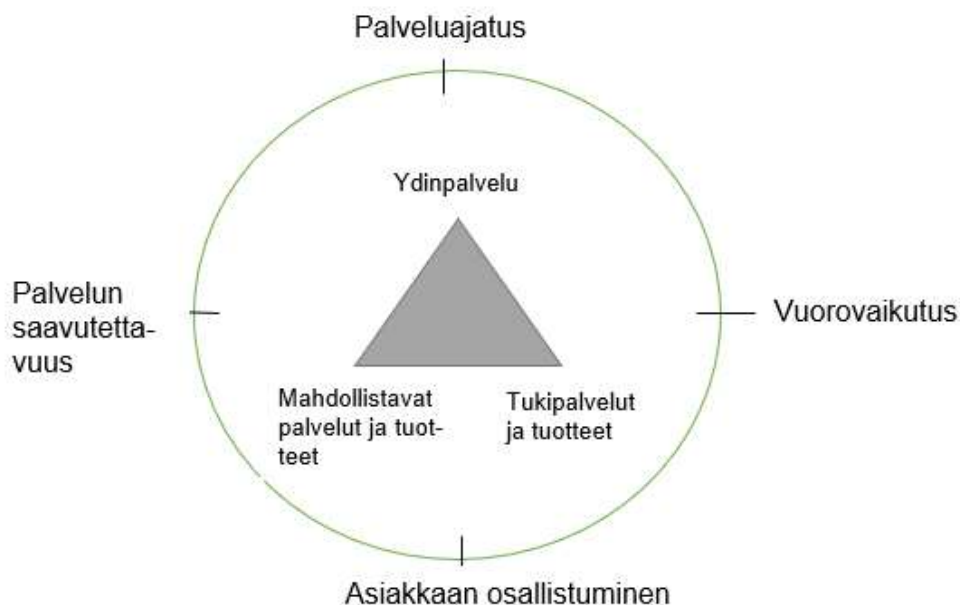 Palveluajatus
Ydinpalvelu
Palvelun
saavutetta-
vuus
Vuorovaikutus
Mahdollistavat
palvelut ja tuot-
teet
Tukipalvelut
ja tuotteet
Asiakkaan osallistuminen